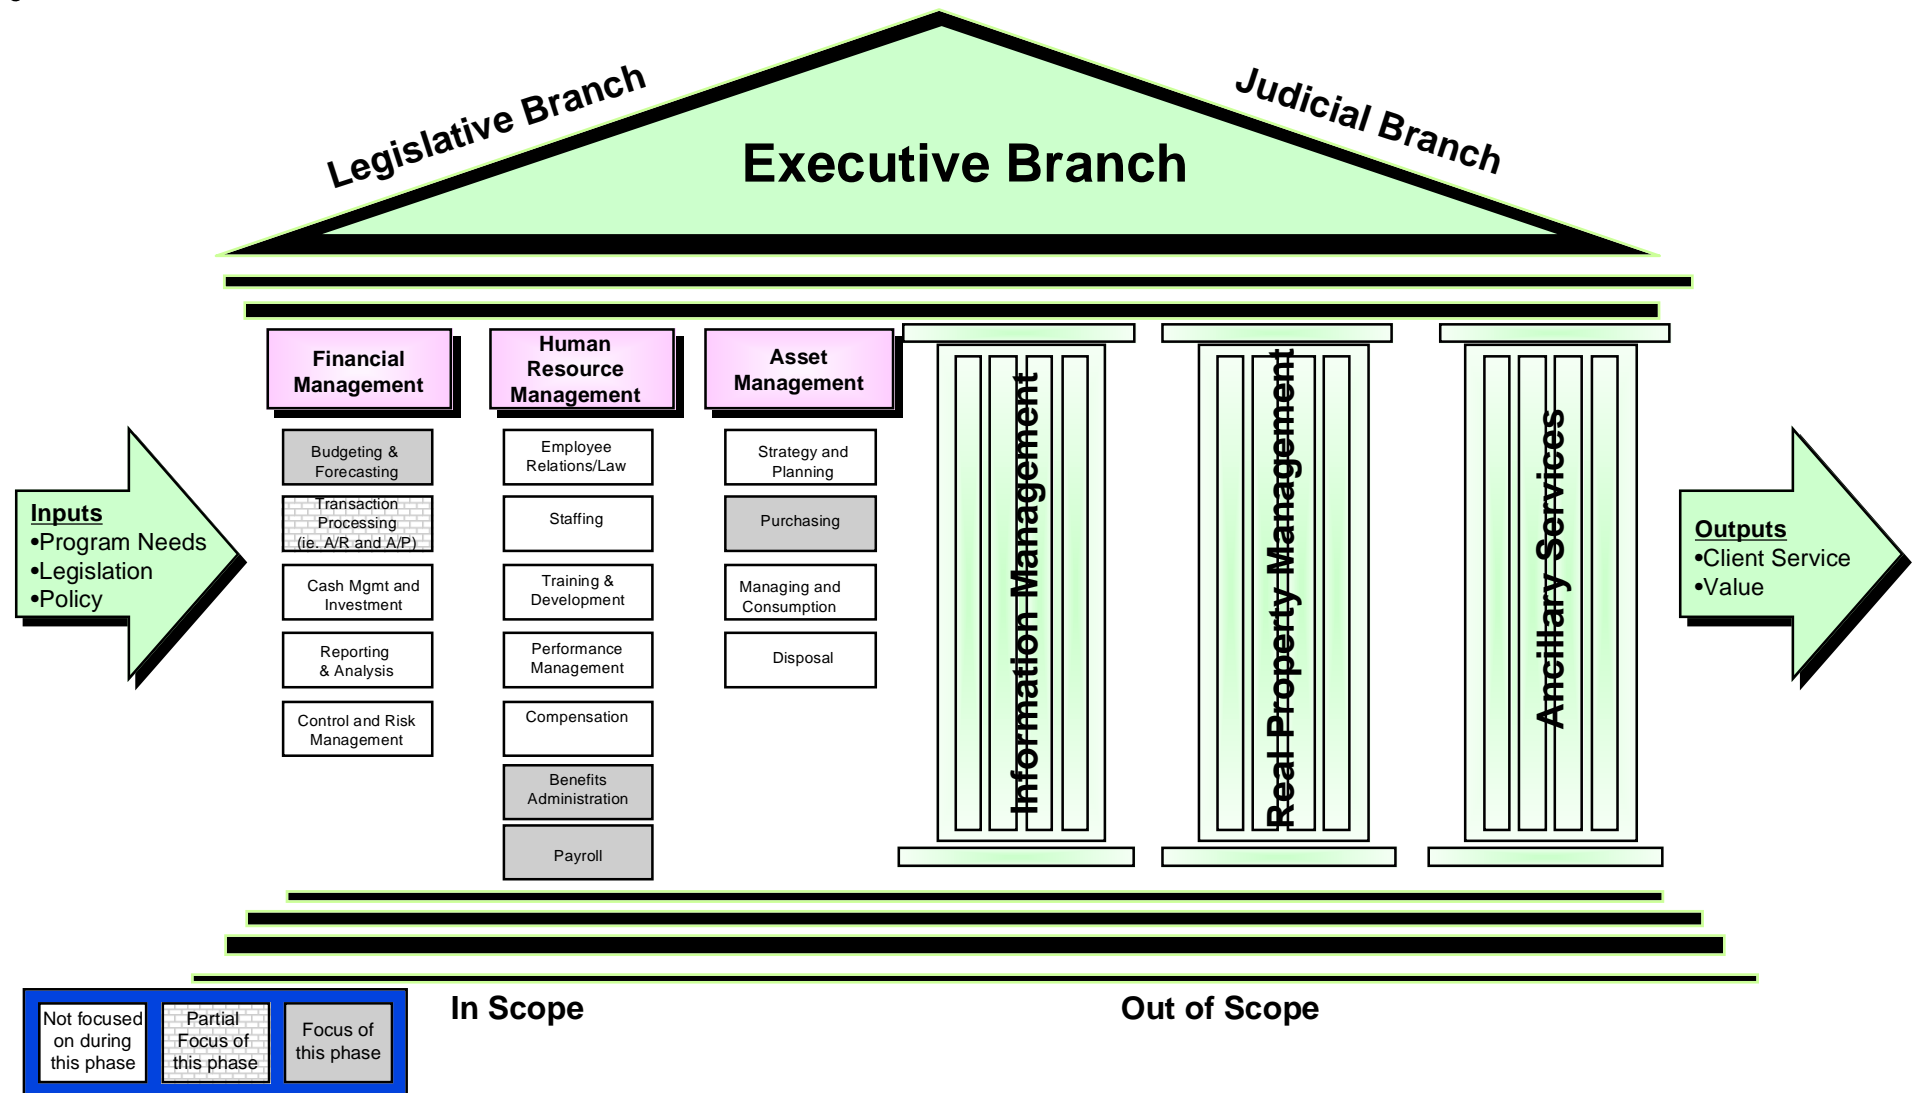 Legislative Branch
Judicial Branch
Executive Branch
Financial
Management
Budgeting &
Forecasting
Transaction
Processing
(ie. A/R and A/P)
Cash Mgmt and
Investment
Reporting
& Analysis
Control and Risk
Management
Human
Resource
Management
Employee
Relations/Law
Staffing
Training &
Development
Performance
Management
Compensation
Benefits
Administration
Payroll
Asset
Management
Strategy and
Planning
Purchasing
Managing and
Consumption
Disposal
Information Management
Real Property Management
Ancillary Services
Inputs
•Program Needs
•Legislation
•Policy
Outputs
•Client Service
•Value
In Scope
Out of Scope
Not focused
on during
this phase
Partial
Focus of
this phase
Focus of
this phase